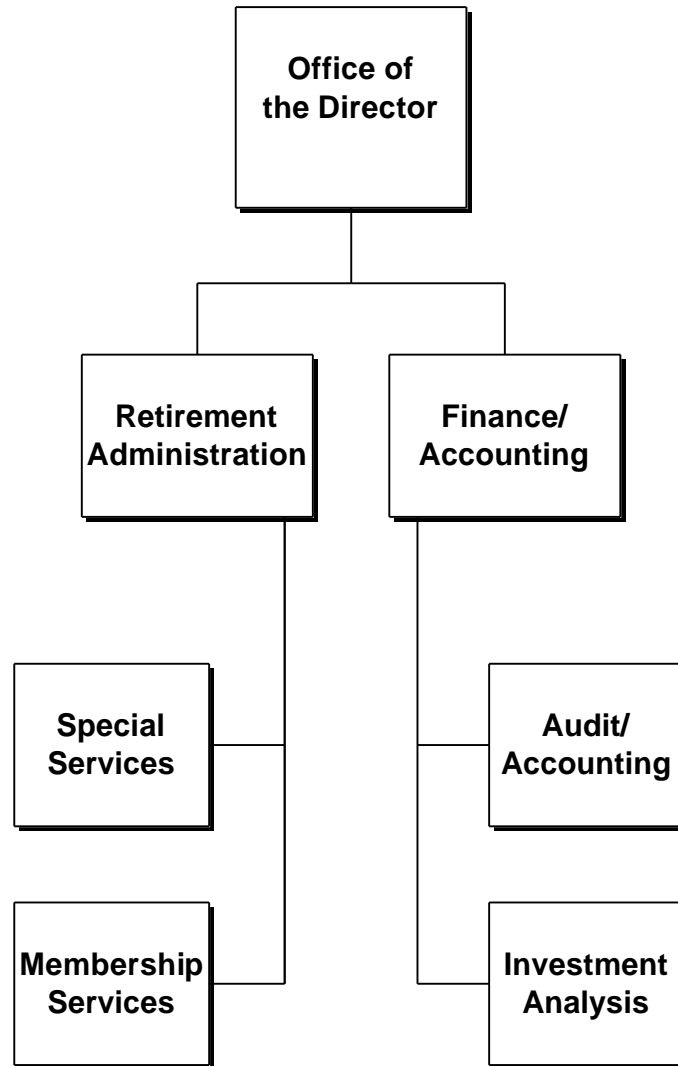 Office of
the Director
Retirement
Administration
Finance/
Accounting
Special
Services
Audit/
Accounting
Membership
Services
Investment
Analysis